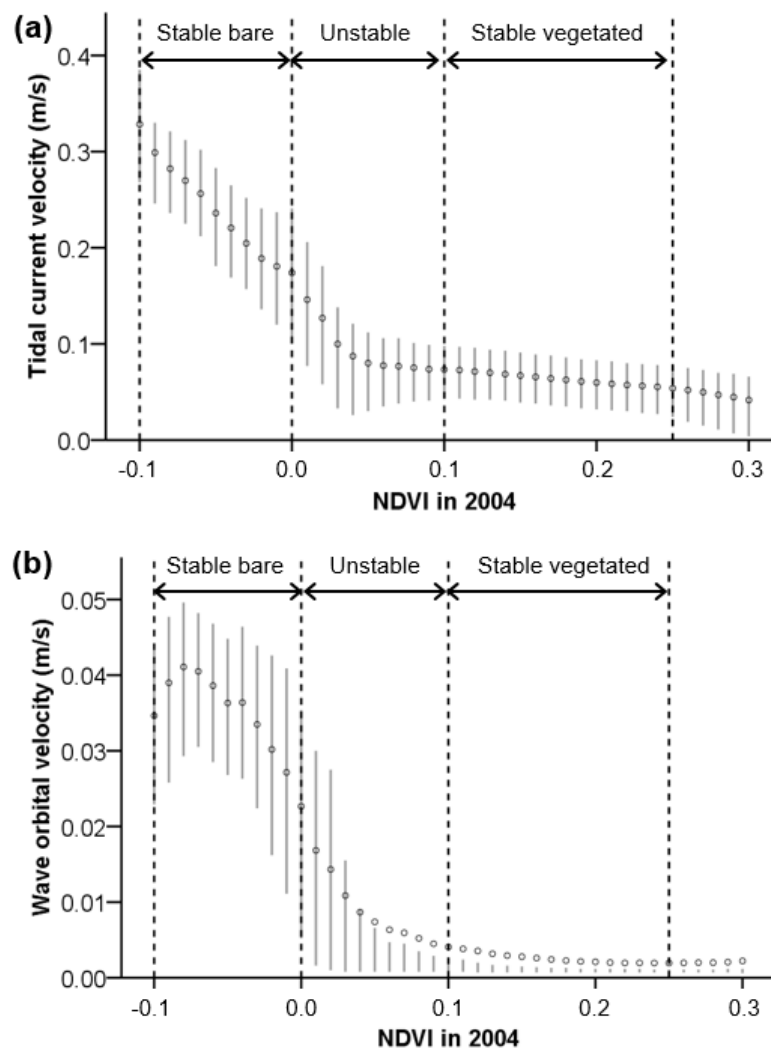 (a)
Stable bare Unstable Stable vegetated
Tidal current velocity (m/s)
0.4
0.3
0.2
0.1
0.0
-0.1 0.0 0.1 0.2 0.3
NDVI in 2004
(b)
Stable bare Unstable Stable vegetated
Wave orbital velocity (m/s)
0.05
0.04
0.03
0.02
0.01
0.00
-0.1 0.0 0.1 0.2 0.3
NDVI in 2004